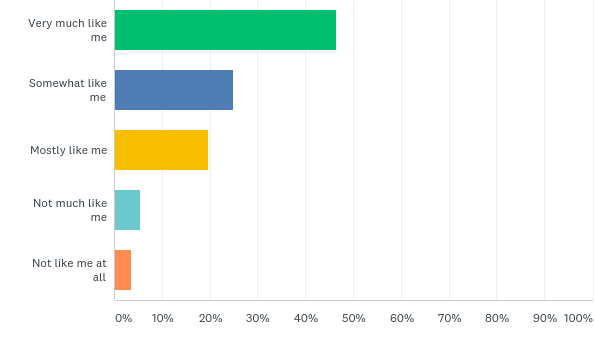 Very much like
me
Somewhat like
me
Mostly like me
Not much like
me
Not like me at
all
0% 10% 20% 30% 40% 50% 60% 70% 80% 90% 100%